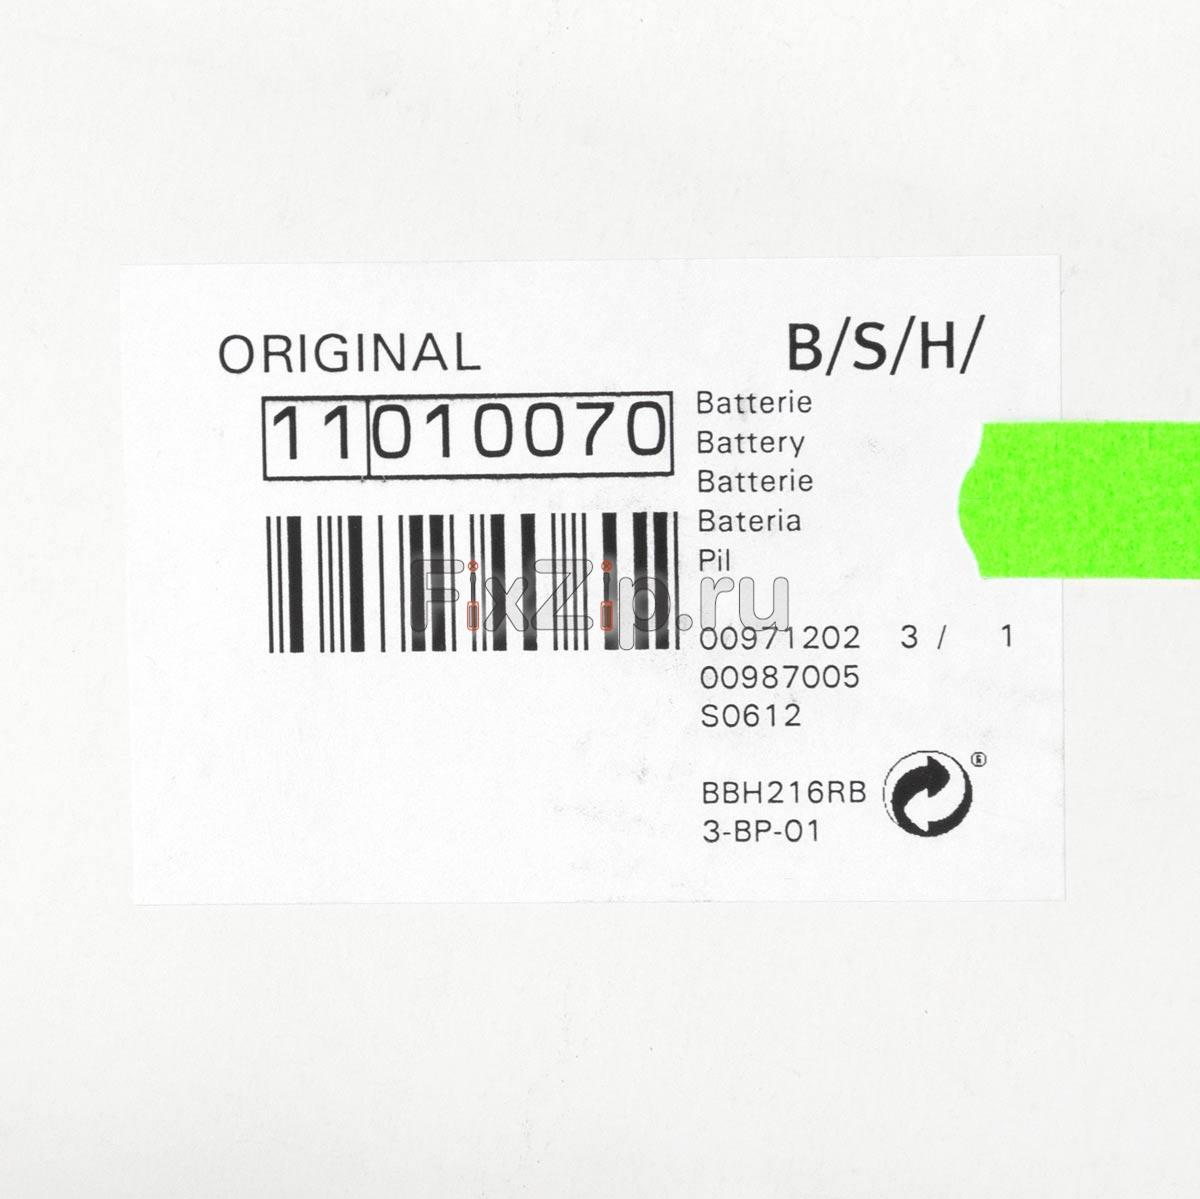 ORIGINAL
B/S/H/
11010070
Batterie
Battery
Batterie
Bateria
Pil
FixZip.ru
00971202 3 / 1
00987005
S0612
BBH216RB
3-BP-01